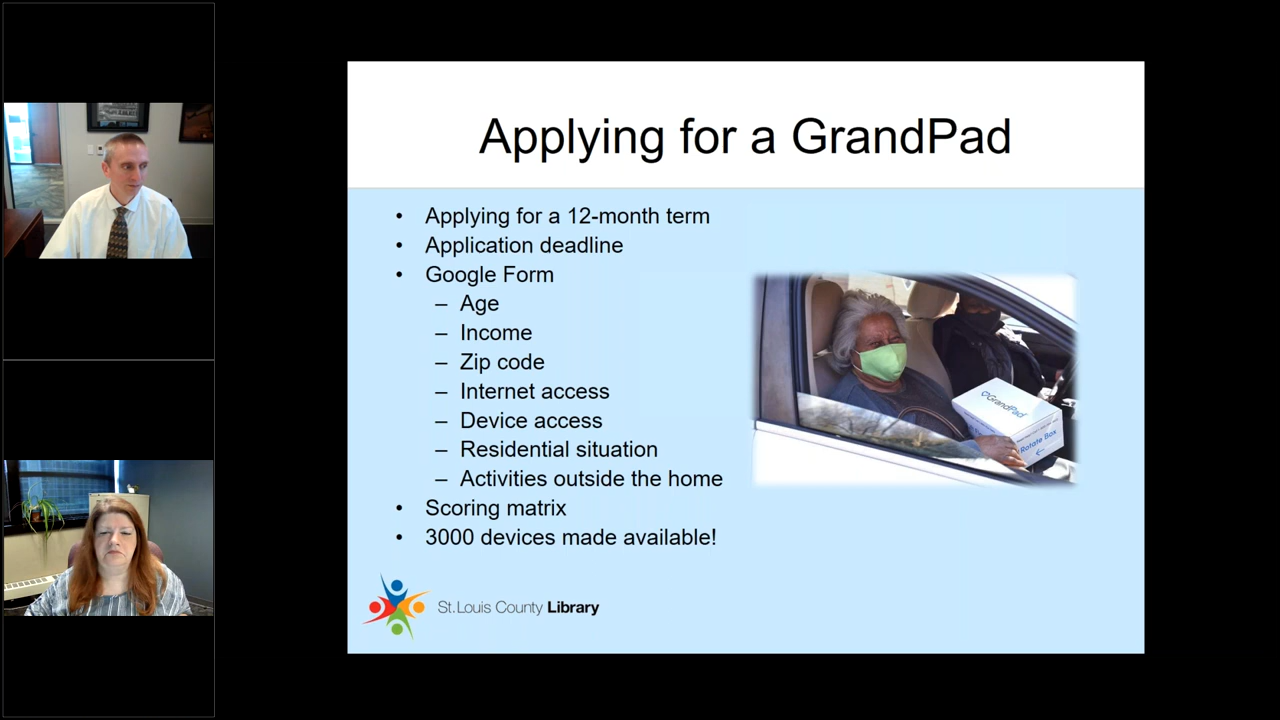 Applying for a GrandPad
• Applying for a 12-month term
• Application deadline
• Google Form
– Age
– Income
– Zip code
– Internet access
– Device access
– Residential situation
– Activities outside the home
• Scoring matrix
• 3000 devices made available!
GrandPad
Rotate Box
St.Louis County Library